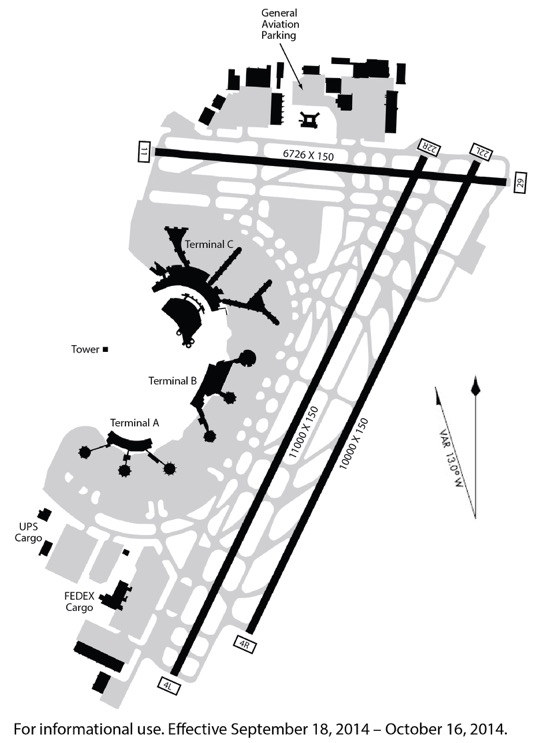 General
Aviation
Parking
11
6726 X 150
22R
22L
29
Terminal C
Tower
Terminal B
Terminal A
11000 X 150
10000 X 150
VAR 13.0° W
UPS
Cargo
FEDEX
Cargo
4R
4L
For informational use. Effective September 18, 2014 – October 16, 2014.